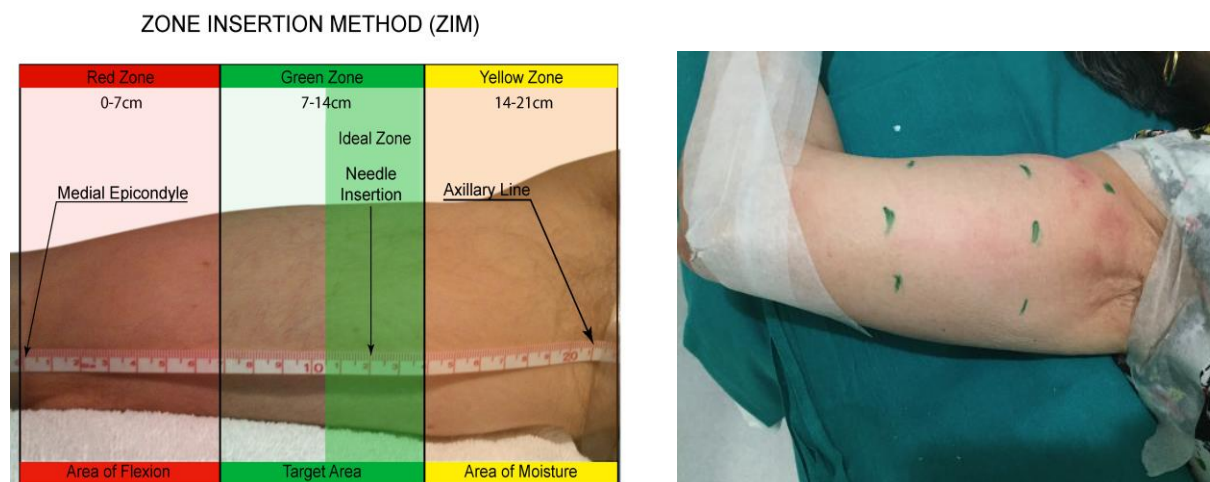 ZONE INSERTION METHOD (ZIM)
Red Zone
Green Zone
Yellow Zone
0-7cm
7-14cm
14-21cm
Ideal Zone
Medial Epicondyle
Needle
Insertion
Axillary Line
10
20
Area of Flexion
Target Area
Area of Moisture